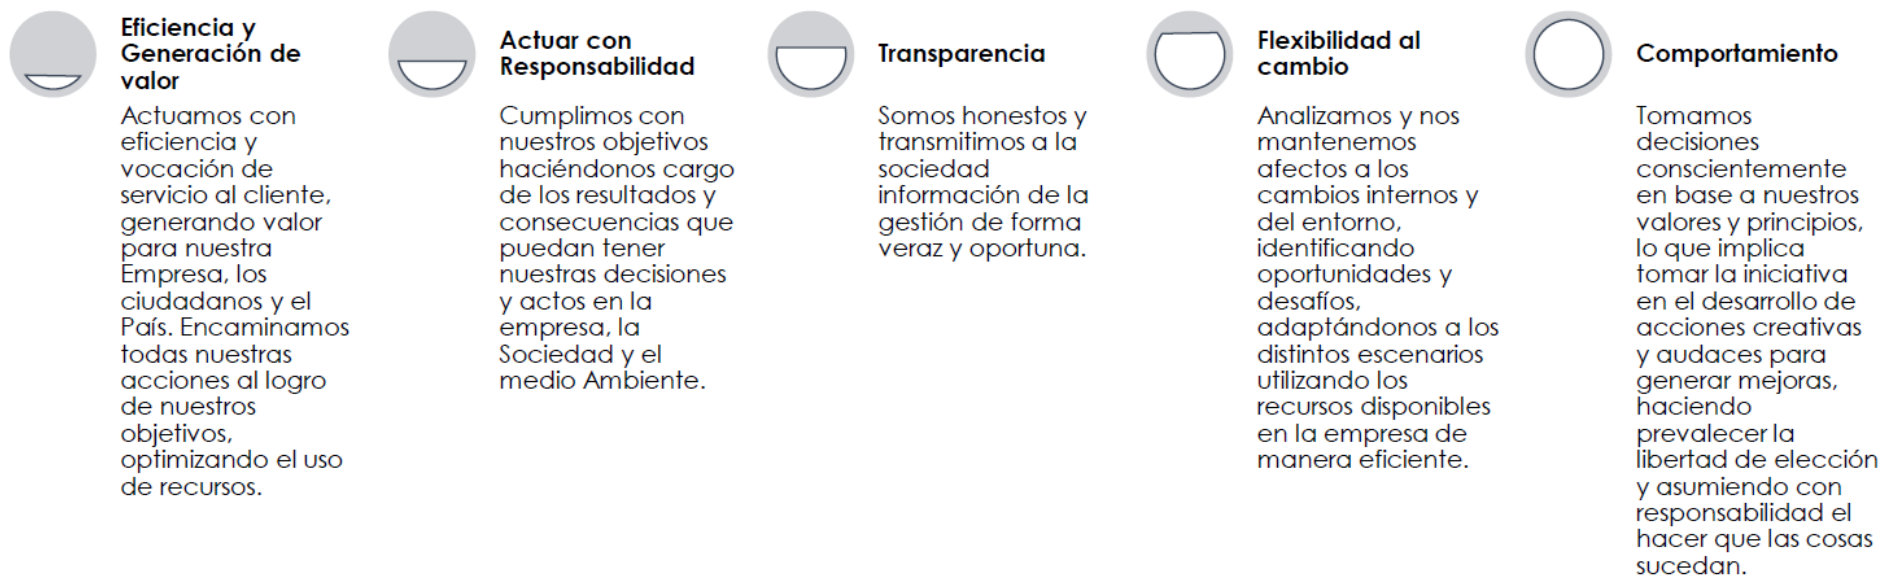 Eficiencia y
Generación de
valor
Actuamos con
eficiencia y
vocación de
servicio al cliente,
generando valor
para nuestra
Empresa, los
ciudadanos y el
País. Encaminamos
todas nuestras
acciones al logro
de nuestros
objetivos,
optimizando el uso
de recursos.
Actuar con
Responsabilidad
Cumplimos con
nuestros objetivos
haciéndonos cargo
de los resultados y
consecuencias que
puedan tener
nuestras decisiones
y actos en la
empresa, la
Sociedad y el
medio Ambiente.
Transparencia
Somos honestos y
transmitimos a la
sociedad
información de la
gestión de forma
veraz y oportuna.
Flexibilidad al
cambio
Analizamos y nos
mantenemos
afectos a los
cambios internos y
del entorno,
identificando
oportunidades y
desafíos,
adaptándonos a los
distintos escenarios
utilizando los
recursos disponibles
en la empresa de
manera eficiente.
Comportamiento
Tomamos
decisiones
conscientemente
en base a nuestros
valores y principios,
lo que implica
tomar la iniciativa
en el desarrollo de
acciones creativas
y audaces para
generar mejoras,
haciendo
prevalecer la
libertad de elección
y asumiendo con
responsabilidad el
hacer que las cosas
sucedan.